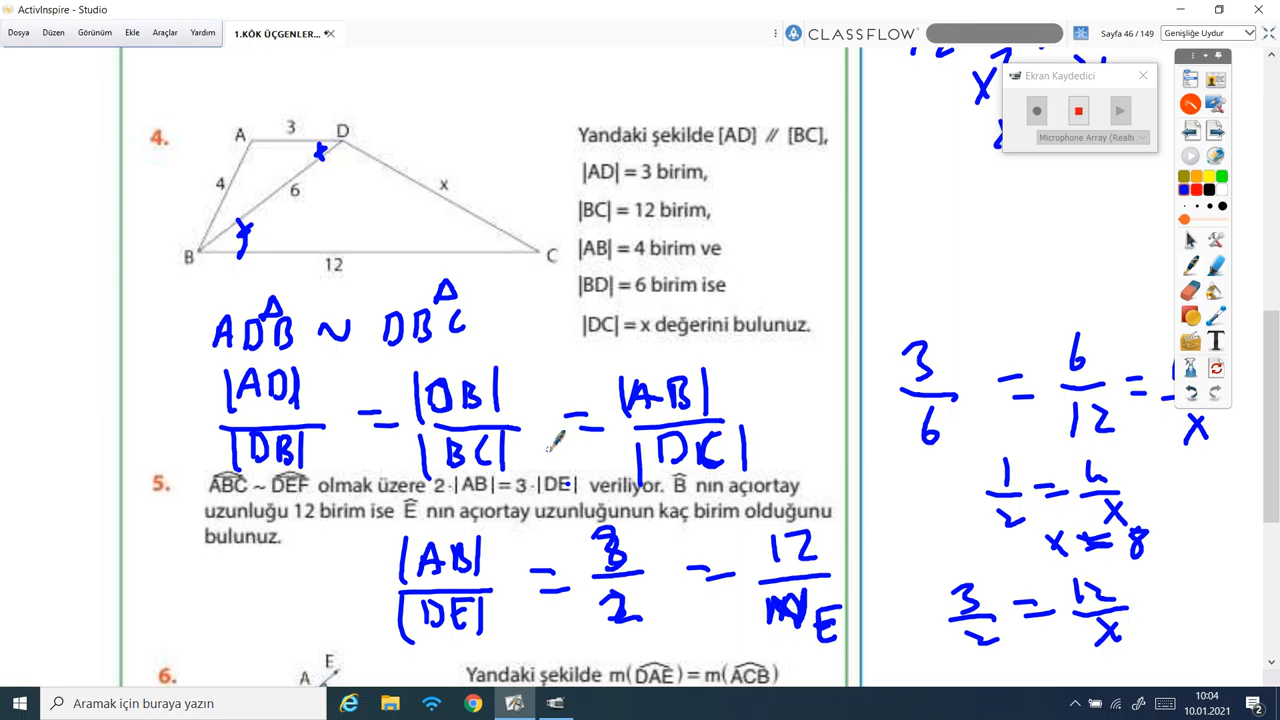 ActivInspire - Studio
Dosya Düzen Görünüm Ekle Araçlar Yardım
1.KÖK ÜÇGENLER...
CLASSFLOW
Sayfa 46 / 149
Genişliğe Uydur
Ekran Kaydedici
Microphone Array (Realt
4.
A 3 D
4 6 x
B 12 C
Yandaki şekilde [AD] // [BC],
|AD| = 3 birim,
|BC| = 12 birim,
|AB| = 4 birim ve
|BD| = 6 birim ise
|DC| = x değerini bulunuz.
ADB ~ DBC
|AD| / |DB| = |DB| / |BC| = |AB| / |DC|
5. ABC ~ DEF olmak üzere 2·|AB| = 3·|DE| veriliyor. B nın açıortay
uzunluğu 12 birim ise E nın açıortay uzunluğunun kaç birim olduğunu
bulunuz.
|AB| / |DE| = 3 / 2 = 12 / E
6. E
A
Yandaki şekilde m(DAE) = m(ACB)
x
3/6 = 6/12 = /x
1/2 = 4/x
x = 8
3/2 = 12/x
Aramak için buraya yazın
10:04
10.01.2021
2